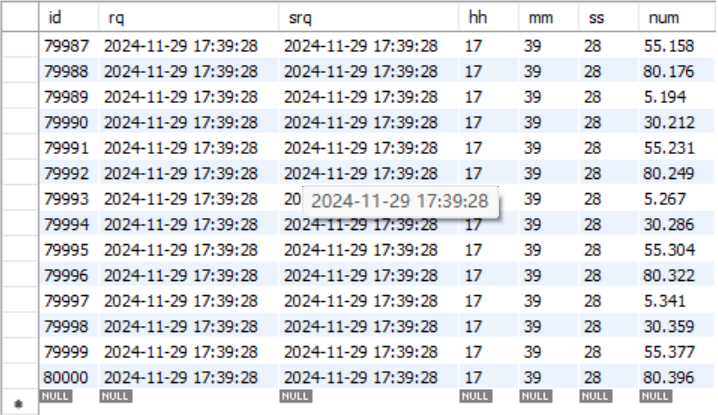 id rq srq hh mm ss num
79987 2024-11-29 17:39:28 2024-11-29 17:39:28 17 39 28 55.158
79988 2024-11-29 17:39:28 2024-11-29 17:39:28 17 39 28 80.176
79989 2024-11-29 17:39:28 2024-11-29 17:39:28 17 39 28 5.194
79990 2024-11-29 17:39:28 2024-11-29 17:39:28 17 39 28 30.212
79991 2024-11-29 17:39:28 2024-11-29 17:39:28 17 39 28 55.231
79992 2024-11-29 17:39:28 2024-11-29 17:39:28 17 39 28 80.249
79993 2024-11-29 17:39:28 20 2024-11-29 17:39:28 39 28 5.267
79994 2024-11-29 17:39:28 2024-11-29 17:39:28 17 39 28 30.286
79995 2024-11-29 17:39:28 2024-11-29 17:39:28 17 39 28 55.304
79996 2024-11-29 17:39:28 2024-11-29 17:39:28 17 39 28 80.322
79997 2024-11-29 17:39:28 2024-11-29 17:39:28 17 39 28 5.341
79998 2024-11-29 17:39:28 2024-11-29 17:39:28 17 39 28 30.359
79999 2024-11-29 17:39:28 2024-11-29 17:39:28 17 39 28 55.377
80000 2024-11-29 17:39:28 2024-11-29 17:39:28 17 39 28 80.396
NULL NULL NULL NULL NULL NULL NULL